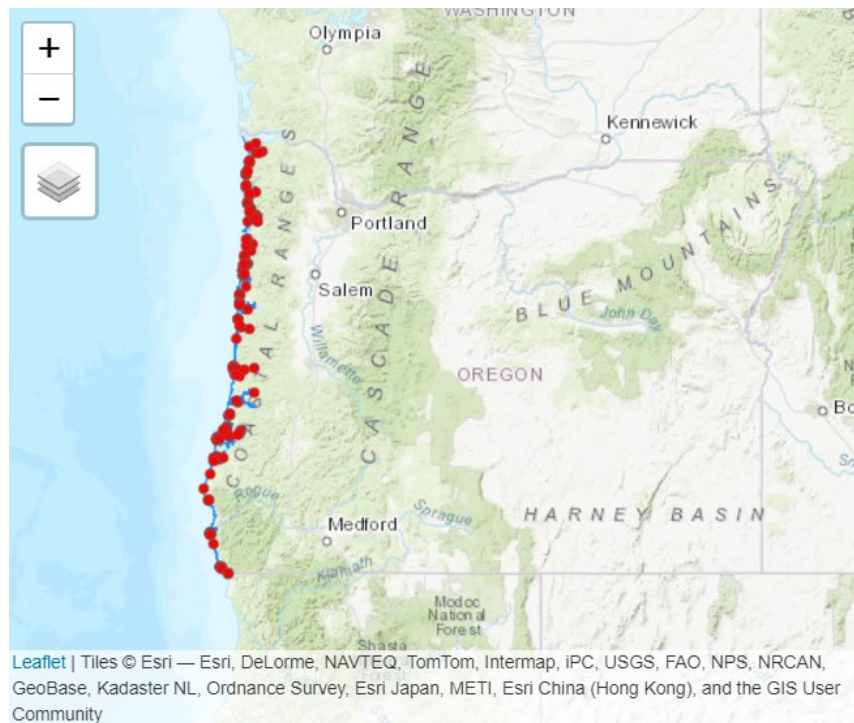 WASHINGTON
Olympia
+
−
Kennewick
COASTAL RANGES
CASCADE RANGE
Portland
BLUE MOUNTAINS
Salem
John Day
Willamette
OREGON
Bo
Sn
Rogue
Sprague
HARNEY BASIN
Medford
Klamath
Modoc
National
Forest
Shasta
Leaflet | Tiles © Esri — Esri, DeLorme, NAVTEQ, TomTom, Intermap, iPC, USGS, FAO, NPS, NRCAN,
GeoBase, Kadaster NL, Ordnance Survey, Esri Japan, METI, Esri China (Hong Kong), and the GIS User
Community